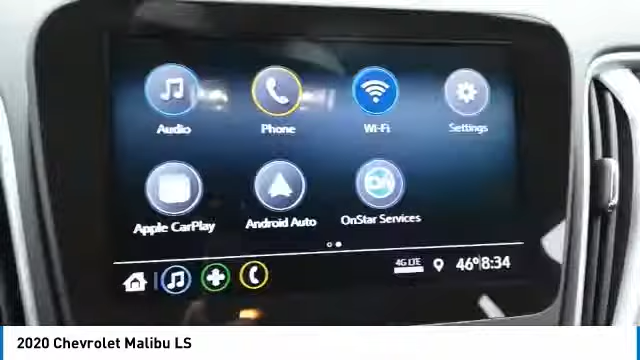 Audio
Phone
Wi-Fi
Settings
Apple CarPlay
Android Auto
OnStar Services
4G LTE
46° 8:34
2020 Chevrolet Malibu LS